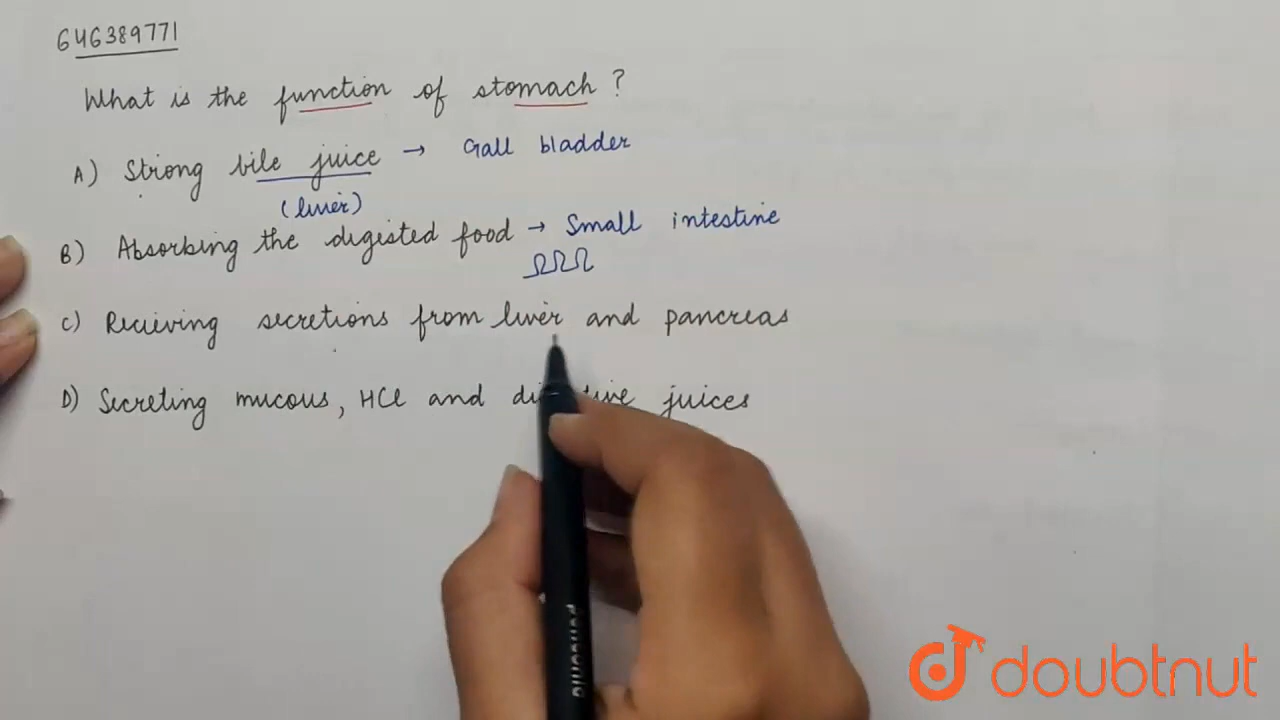 646389771
What is the function of stomach ?
A) Strong bile juice → Gall bladder
(liver)
B) Absorbing the digested food → Small intestine
C) Recieving secretions from liver and pancreas
D) Secreting mucous, HCl and juices
doubtnut